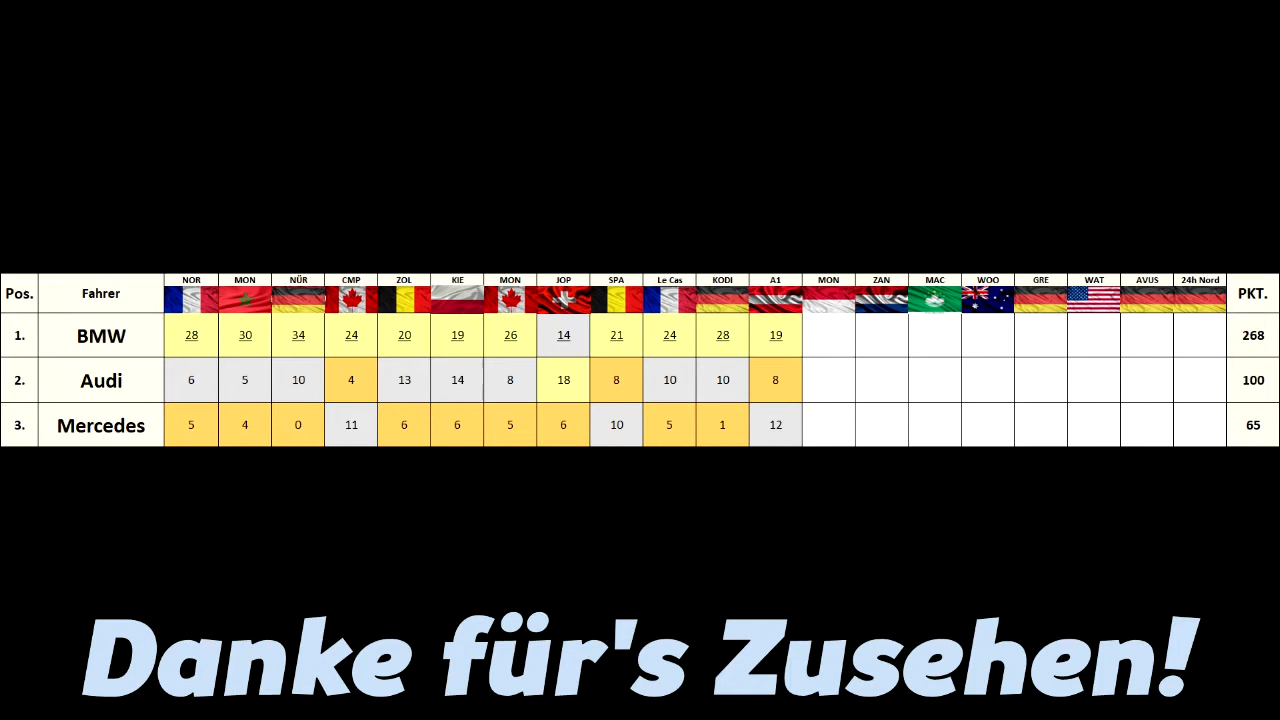 Pos. Fahrer NOR MON NÜR CMP ZOL KIE MON JOP SPA Le Cas KODI A1 MON ZAN MAC WOO GRE WAT AVUS 24h Nord PKT.
1. BMW 28 30 34 24 20 19 26 14 21 24 28 19 268
2. Audi 6 5 10 4 13 14 8 18 8 10 10 8 100
3. Mercedes 5 4 0 11 6 6 5 6 10 5 1 12 65
Danke für's Zusehen!